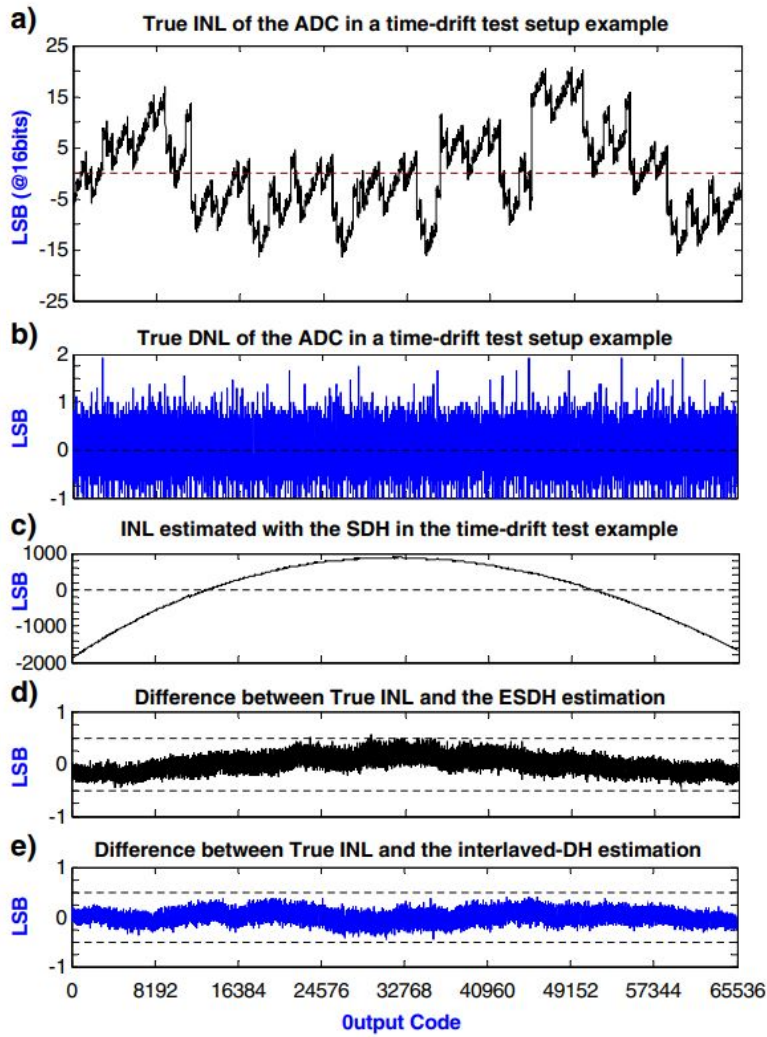 a) True INL of the ADC in a time-drift test setup example
25
15
5
-5
-15
-25
LSB (@16bits)
b) True DNL of the ADC in a time-drift test setup example
2
1
0
-1
LSB
c) INL estimated with the SDH in the time-drift test example
1000
0
-1000
-2000
LSB
d) Difference between True INL and the ESDH estimation
1
0
-1
LSB
e) Difference between True INL and the interlaved-DH estimation
1
0
-1
LSB
0 8192 16384 24576 32768 40960 49152 57344 65536
0utput Code